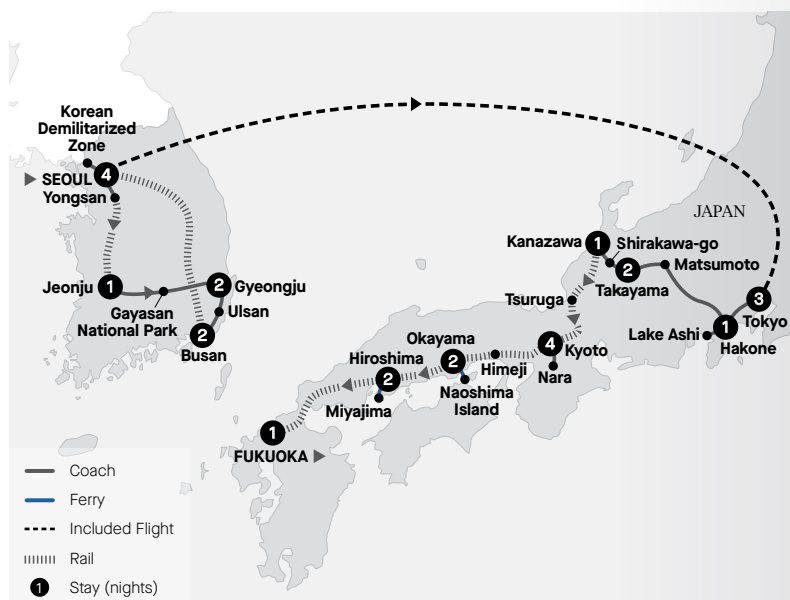 Korean
Demilitarized
Zone
SEOUL 4
Yongsan
JAPAN
Kanazawa 1 Shirakawa-go
2 Matsumoto
Takayama
Jeonju 1
2 Gyeongju
Gayasan
National Park
Ulsan
2
Busan
Tsuruga
3
Tokyo
Lake Ashi 1
Hakone
Okayama
2
4 Kyoto
Nara
Himeji
Hiroshima
2
Naoshima
Island
Miyajima
1
FUKUOKA
Coach
Ferry
Included Flight
Rail
1 Stay (nights)